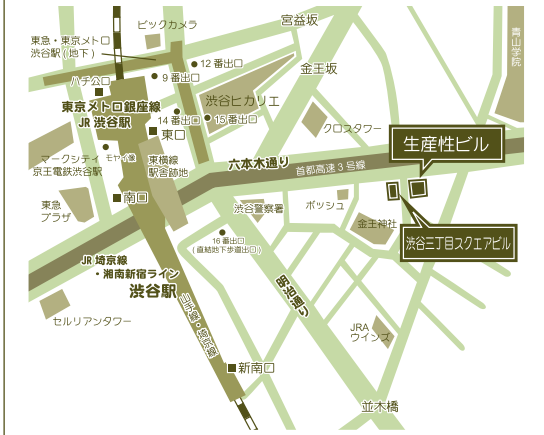 ビックカメラ
宮益坂
東急・東京メトロ
渋谷駅(地下)
12番出口
9番出口
金王坂
青山学院
ハチ公口
渋谷ヒカリエ
東京メトロ銀座線
JR渋谷駅
14番出口
15番出口
東口
クロスタワー
生産性ビル
マークシティ
京王電鉄渋谷駅
モヤイ像
東横線
駅舎跡地
六本木通り
首都高速3号線
東急
プラザ
南口
渋谷警察署
ボッシュ
金王神社
渋谷三丁目スクエアビル
16番出口
(直結地下歩道出口)
JR埼京線
・湘南新宿ライン
渋谷駅
明治通り
山手線・埼京線
セルリアンタワー
JRA
ウインズ
新南口
並木橋